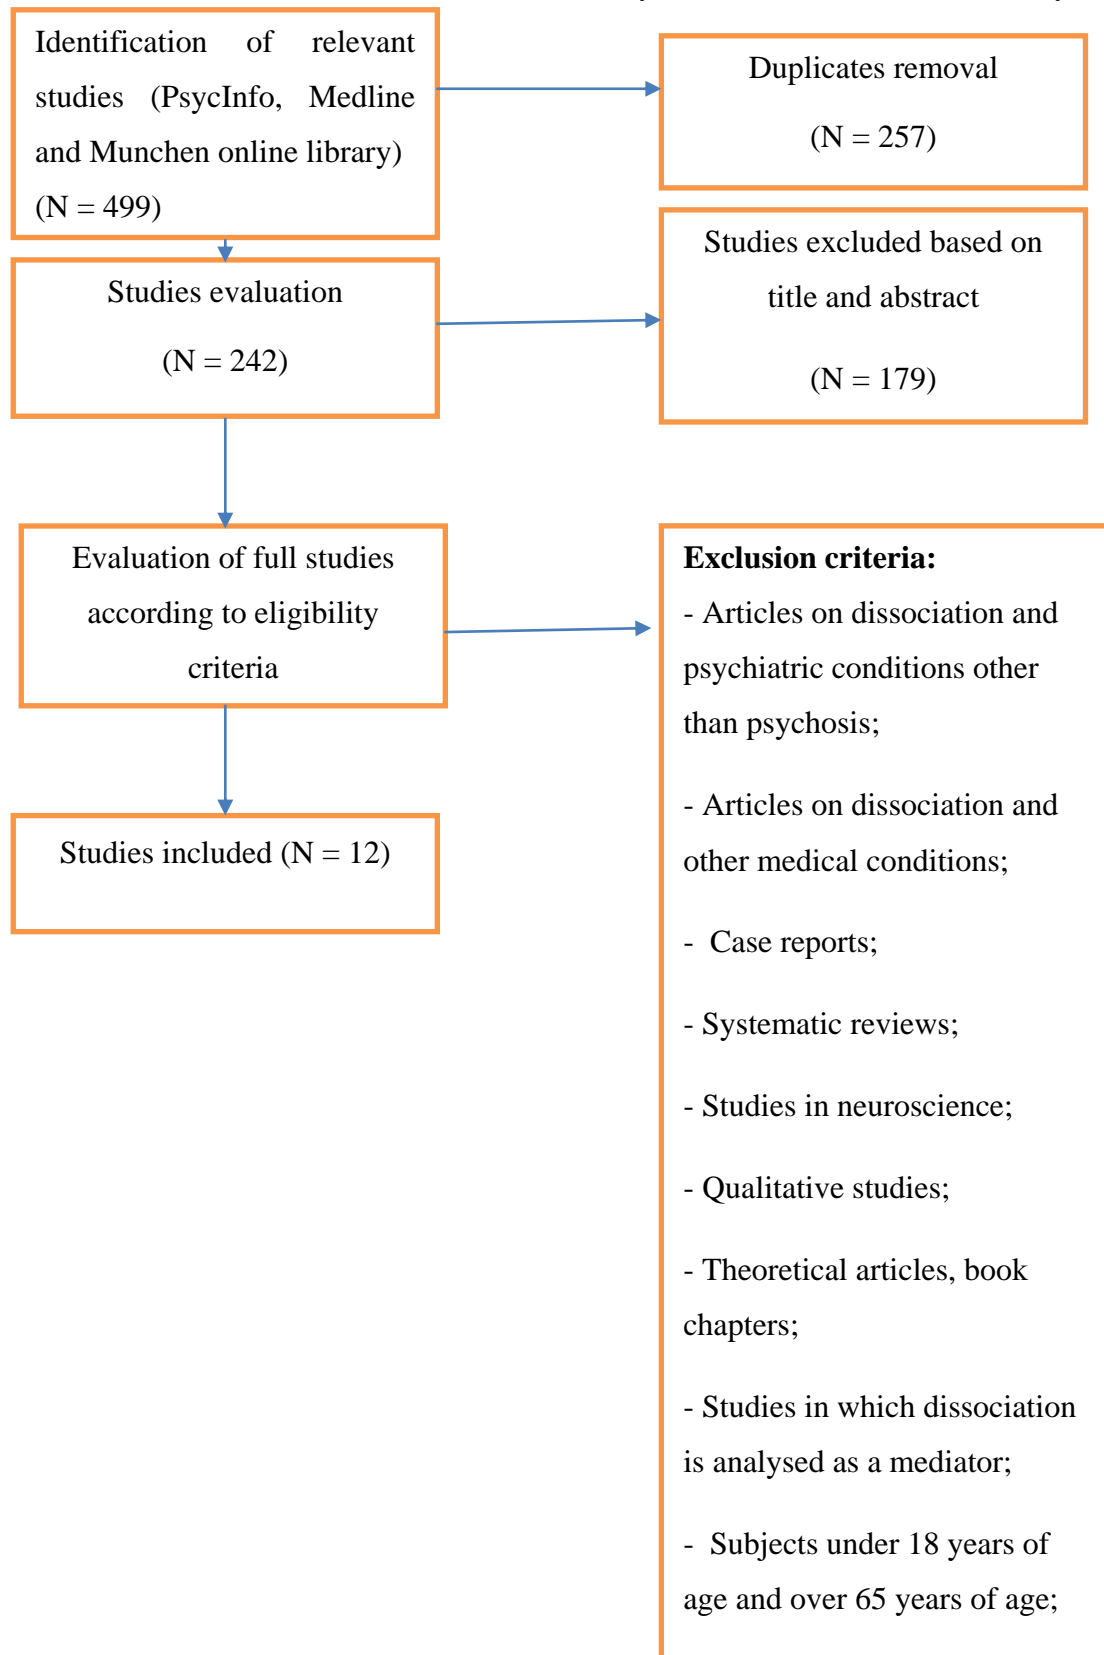 Identification of relevant
studies (PsycInfo, Medline
and Munchen online library)
(N = 499)
Duplicates removal
(N = 257)
Studies evaluation
(N = 242)
Studies excluded based on
title and abstract
(N = 179)
Evaluation of full studies
according to eligibility
criteria
Exclusion criteria:
- Articles on dissociation and
psychiatric conditions other
than psychosis;
- Articles on dissociation and
other medical conditions;
- Case reports;
- Systematic reviews;
- Studies in neuroscience;
- Qualitative studies;
- Theoretical articles, book
chapters;
- Studies in which dissociation
is analysed as a mediator;
- Subjects under 18 years of
age and over 65 years of age;
Studies included (N = 12)